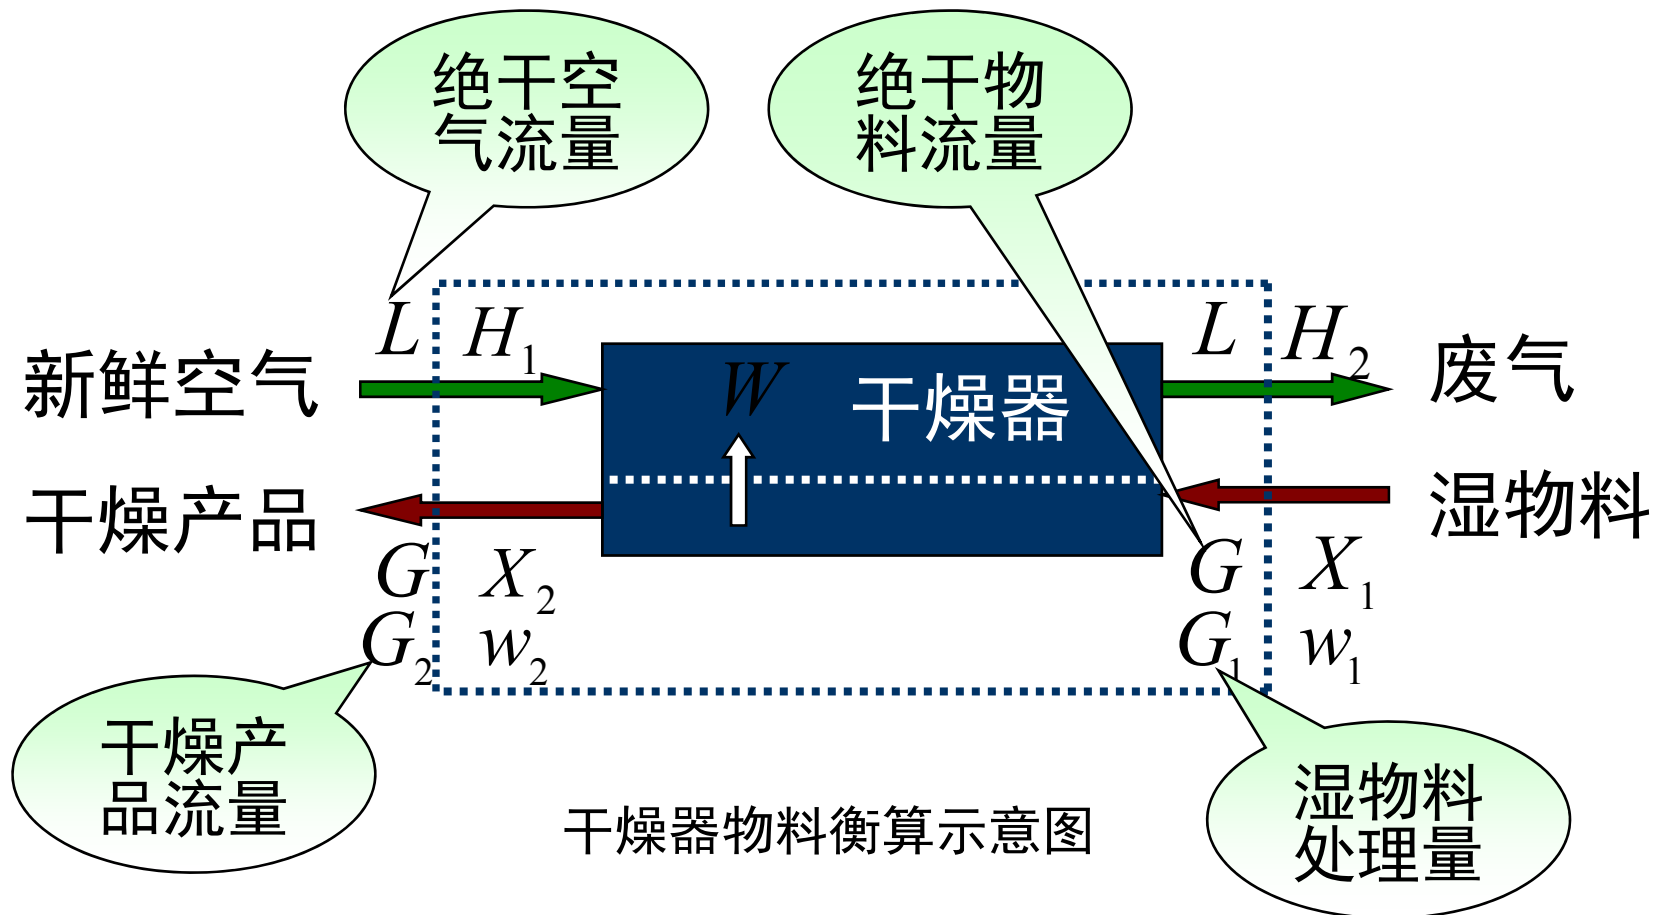 绝干空
气流量
绝干物
料流量
L H₁
L H₂
新鲜空气
W
干燥器
废气
干燥产品
湿物料
G X₂
G X₁
G₂ w₂
G₁ w₁
干燥产
品流量
湿物料
处理量
干燥器物料衡算示意图